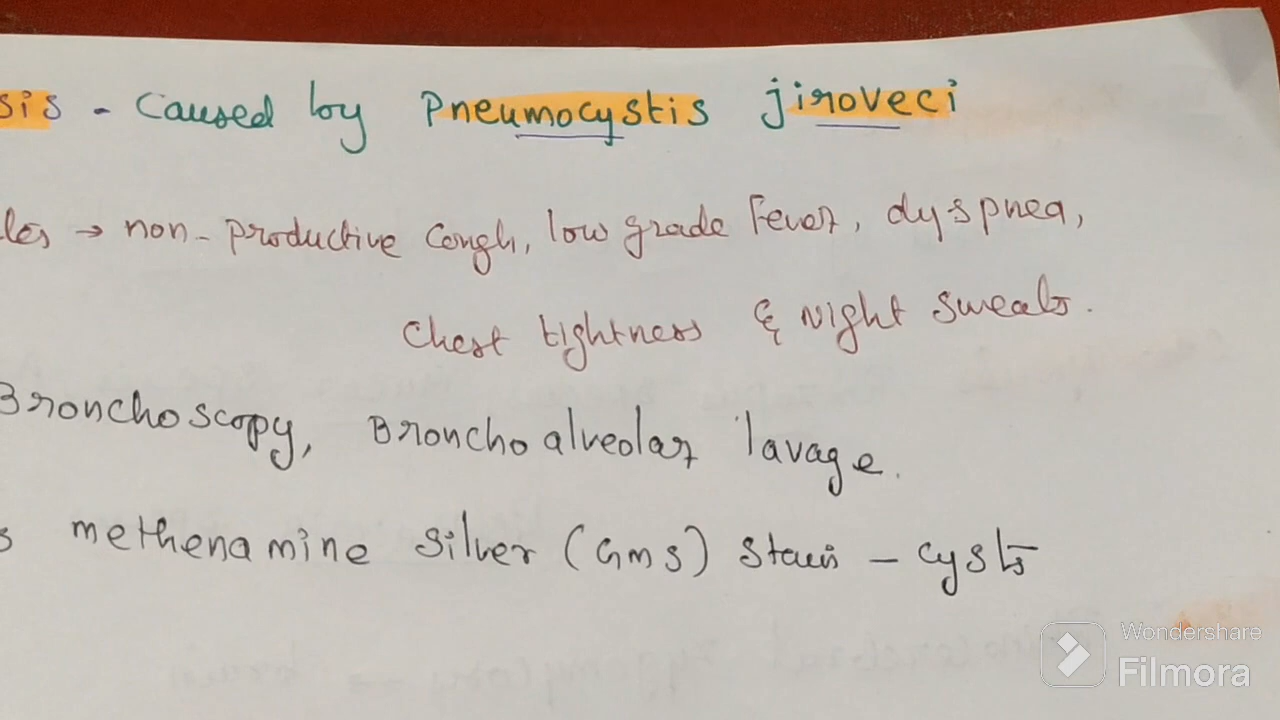 sis - Caused by Pneumocystis jiroveci
les → non-productive Cough, low grade Fever, dyspnea,
Chest tightness & Night sweats.
Bronchoscopy, Bronchoalveolar lavage.
s methenamine silver (GMS) stain - cysts
Wondershare
Filmora